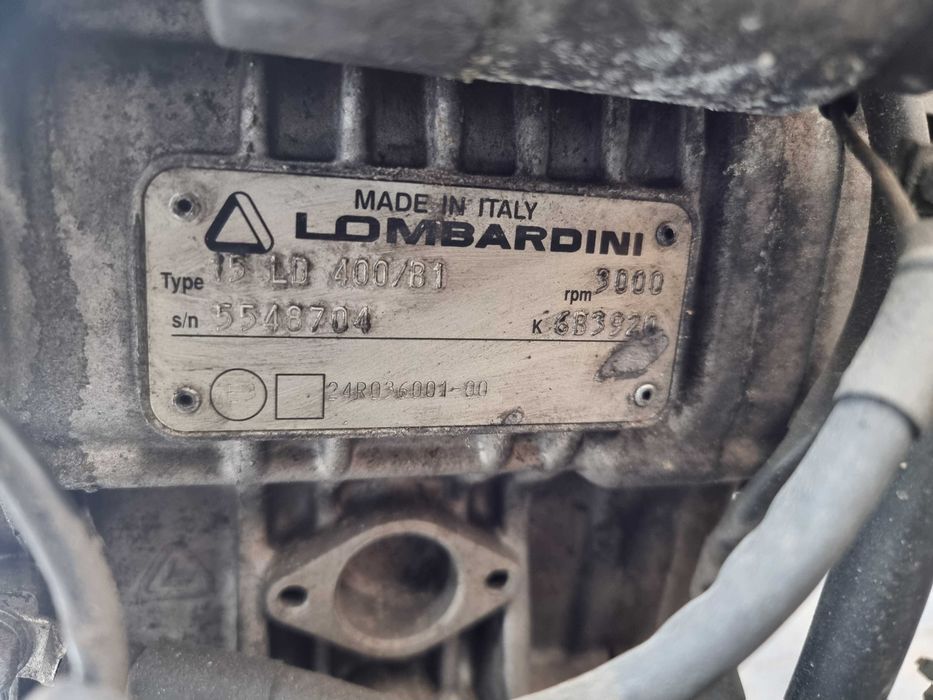 MADE IN ITALY
LOMBARDINI
Type 15 LD 400/B1 rpm 3000
s/n 5548704 K 6B3920
P 24R036001-00